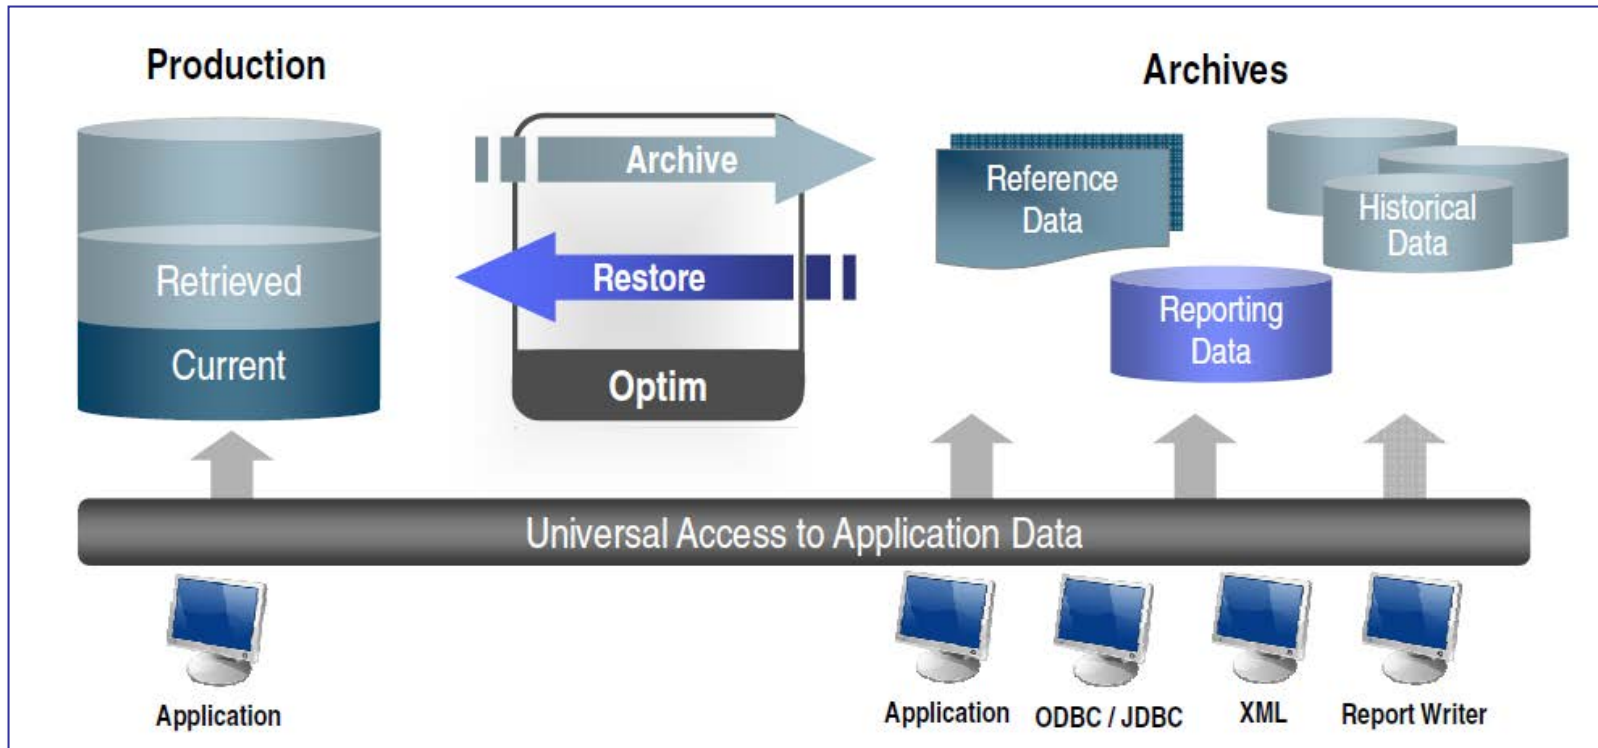 Production
Archives
Archive
Restore
Optim
Retrieved
Current
Reference
Data
Historical
Data
Reporting
Data
Universal Access to Application Data
Application
Application
ODBC / JDBC
XML
Report Writer